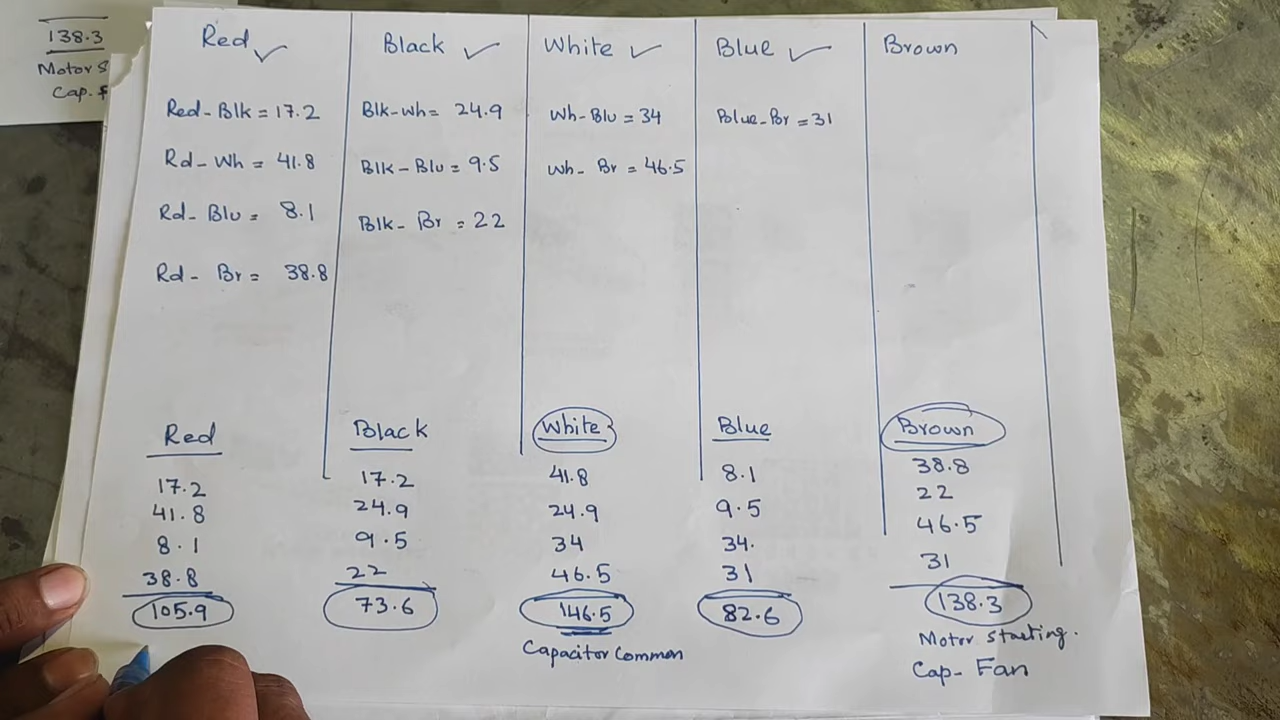 138.3
Motor S
Cap.
Red
Red-Blk = 17.2
Rd - Wh = 41.8
Rd - Blu = 8.1
Rd - Br = 38.8
Black
Blk-Wh = 24.9
Blk - Blu = 9.5
Blk - Br = 22
White
Wh-Blu = 34
Wh- Br = 46.5
Blue
Blue-Br = 31
Brown
Red
17.2
41.8
8.1
38.8
105.9
Black
17.2
24.9
9.5
22
73.6
White
41.8
24.9
34
46.5
146.5
Capacitor Common
Blue
8.1
9.5
34.
31
82.6
Brown
38.8
22
46.5
31
138.3
Motor Starting.
Cap- Fan